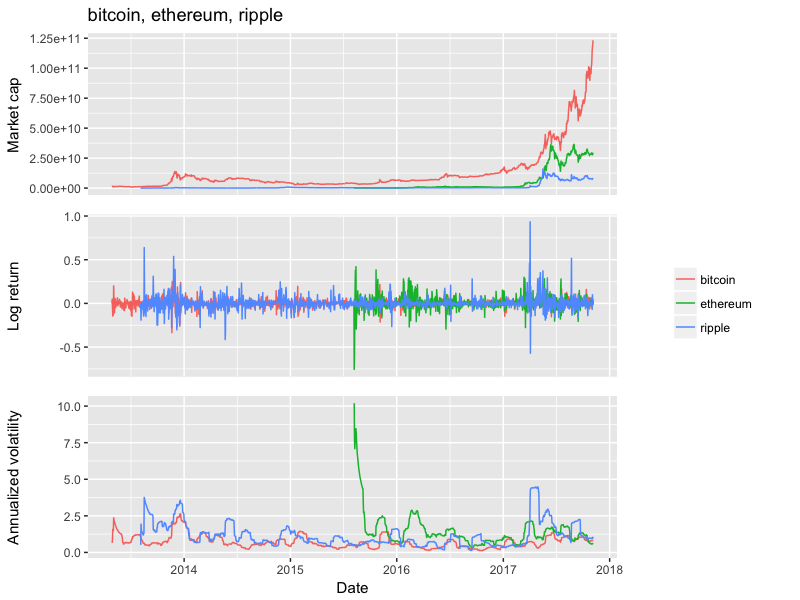 bitcoin, ethereum, ripple
Market cap
1.25e+11
1.00e+11
7.50e+10
5.00e+10
2.50e+10
0.00e+00
Log return
1.0
0.5
0.0
-0.5
Annualized volatility
10.0
7.5
5.0
2.5
0.0
2014 2015 2016 2017 2018
Date
bitcoin
ethereum
ripple